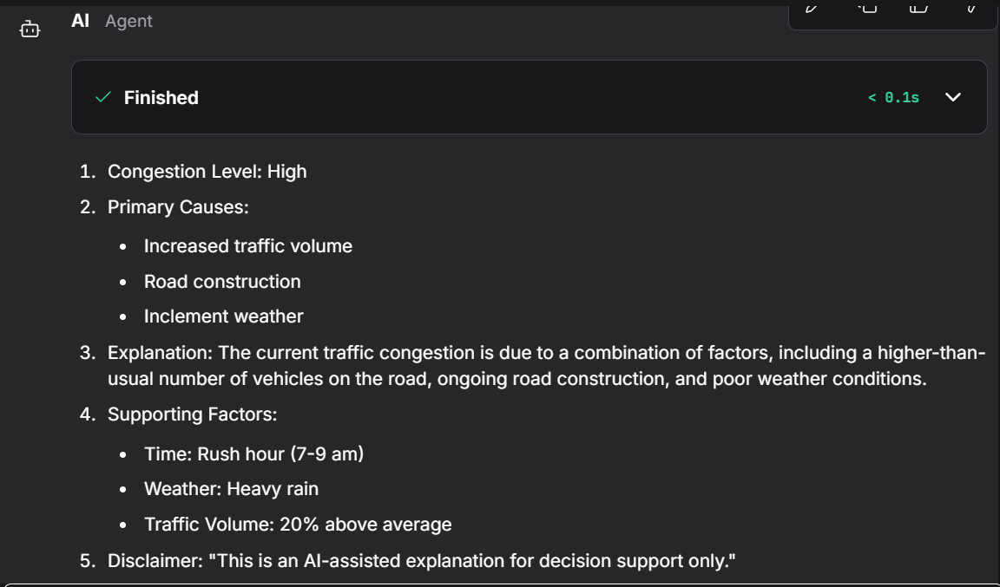 AI Agent
Finished < 0.1s
1. Congestion Level: High
2. Primary Causes:
• Increased traffic volume
• Road construction
• Inclement weather
3. Explanation: The current traffic congestion is due to a combination of factors, including a higher-than-
usual number of vehicles on the road, ongoing road construction, and poor weather conditions.
4. Supporting Factors:
• Time: Rush hour (7-9 am)
• Weather: Heavy rain
• Traffic Volume: 20% above average
5. Disclaimer: "This is an AI-assisted explanation for decision support only."